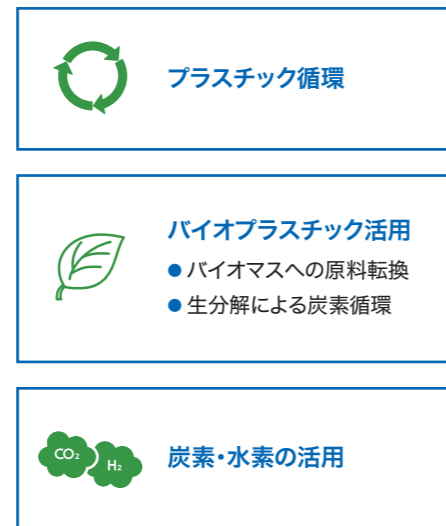 プラスチック循環
バイオプラスチック活用
● バイオマスへの原料転換
● 生分解による炭素循環
CO₂
H₂
炭素・水素の活用